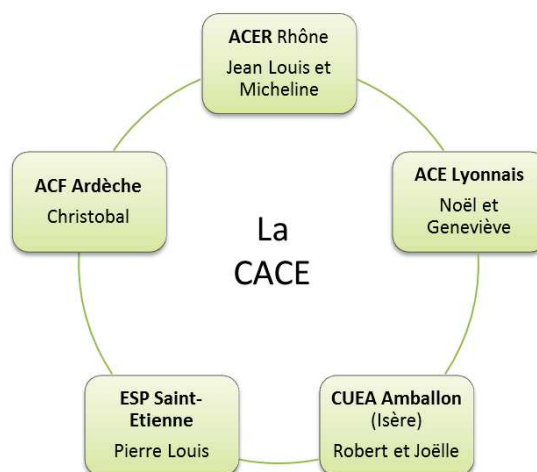 ACER Rhône
Jean Louis et
Micheline
ACF Ardèche
Christobal
ACE Lyonnais
Noël et
Geneviève
La
CACE
ESP Saint-
Etienne
Pierre Louis
CUEA Amballon
(Isère)
Robert et Joëlle